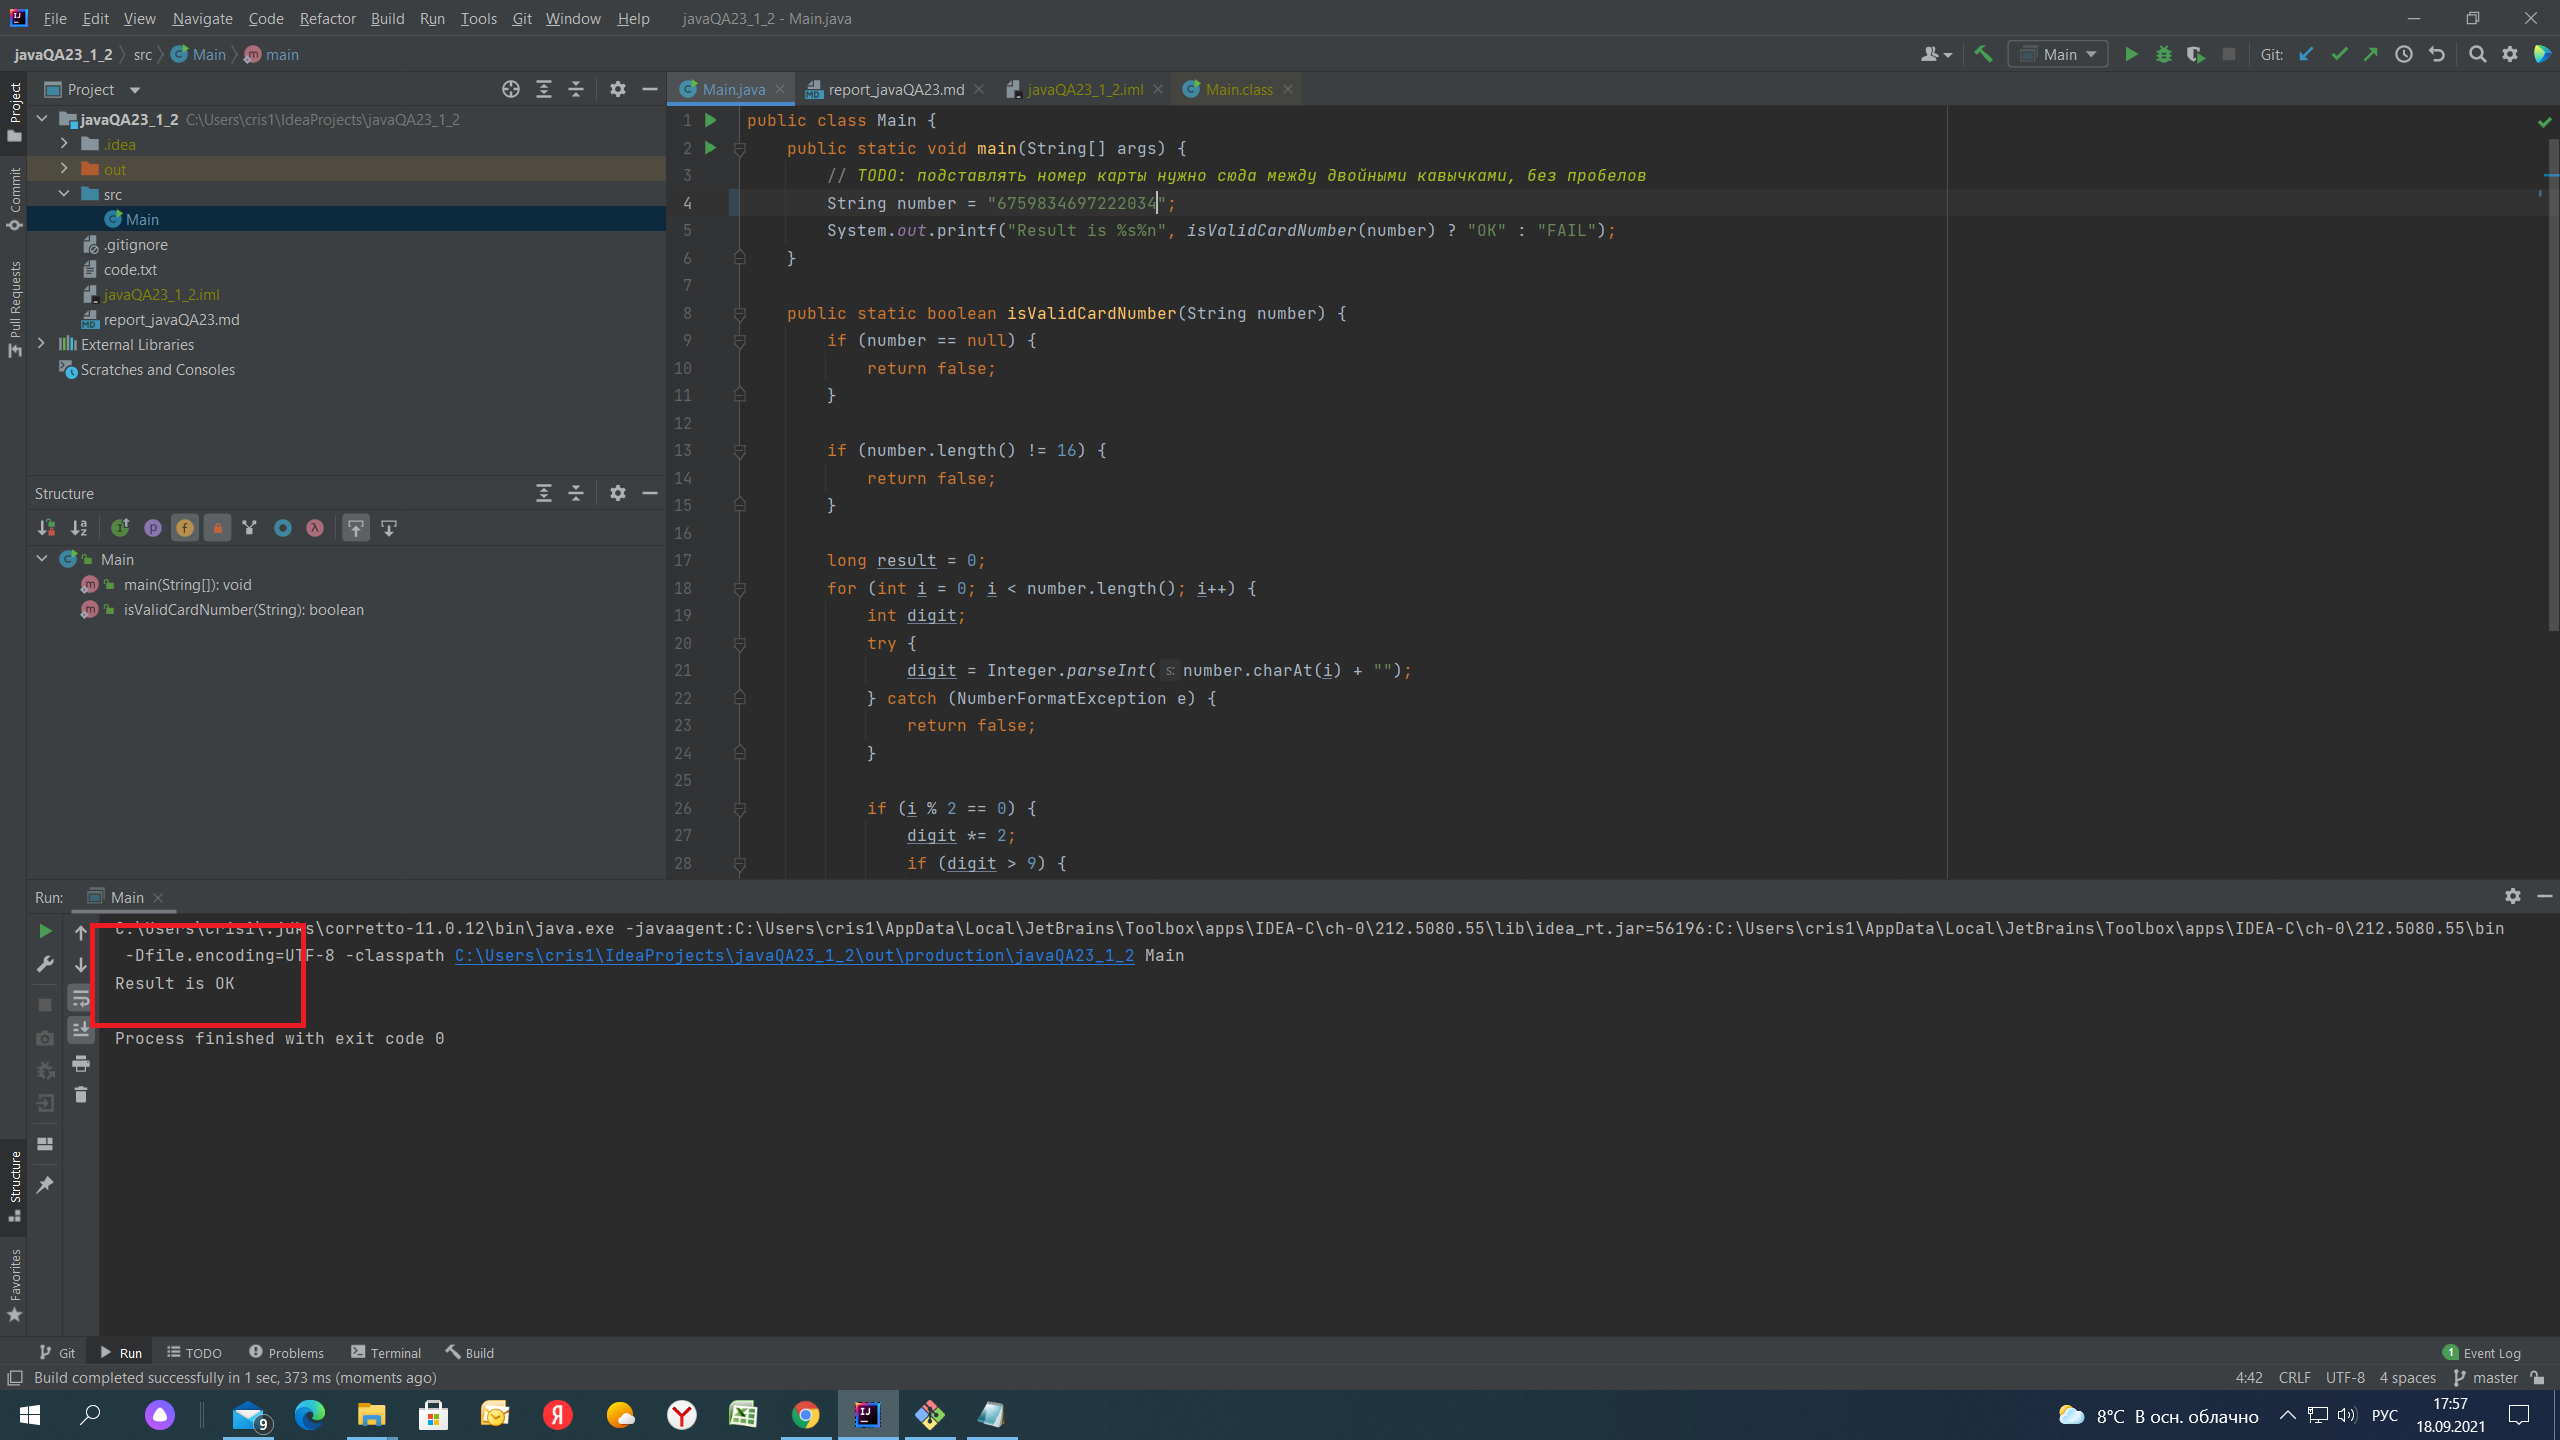 File Edit View Navigate Code Refactor Build Run Tools Git Window Help javaQA23_1_2 - Main.java
javaQA23_1_2 src Main main
Main Git:
Project
Main.java report_javaQA23.md javaQA23_1_2.iml Main.class
javaQA23_1_2 C:\Users\cris1\IdeaProjects\javaQA23_1_2
.idea
out
src
Main
.gitignore
code.txt
javaQA23_1_2.iml
report_javaQA23.md
External Libraries
Scratches and Consoles
Structure
Main
main(String[]): void
isValidCardNumber(String): boolean
Project
Commit
Pull Requests
Structure
Favorites
1 public class Main {
2 public static void main(String[] args) {
3 // TODO: подставлять номер карты нужно сюда между двойными кавычками, без пробелов
4 String number = "6759834697222034";
5 System.out.printf("Result is %s%n", isValidCardNumber(number) ? "OK" : "FAIL");
6 }
7
8 public static boolean isValidCardNumber(String number) {
9 if (number == null) {
10 return false;
11 }
12
13 if (number.length() != 16) {
14 return false;
15 }
16
17 long result = 0;
18 for (int i = 0; i < number.length(); i++) {
19 int digit;
20 try {
21 digit = Integer.parseInt( s: number.charAt(i) + "");
22 } catch (NumberFormatException e) {
23 return false;
24 }
25
26 if (i % 2 == 0) {
27 digit *= 2;
28 if (digit > 9) {
Run: Main
C:\Users\cris1\.jdks\corretto-11.0.12\bin\java.exe -javaagent:C:\Users\cris1\AppData\Local\JetBrains\Toolbox\apps\IDEA-C\ch-0\212.5080.55\lib\idea_rt.jar=56196:C:\Users\cris1\AppData\Local\JetBrains\Toolbox\apps\IDEA-C\ch-0\212.5080.55\bin
-Dfile.encoding=UTF-8 -classpath C:\Users\cris1\IdeaProjects\javaQA23_1_2\out\production\javaQA23_1_2 Main
Result is OK
Process finished with exit code 0
Git Run TODO Problems Terminal Build 1 Event Log
Build completed successfully in 1 sec, 373 ms (moments ago) 4:42 CRLF UTF-8 4 spaces master
9 8°C В осн. облачно РУС 17:57
18.09.2021